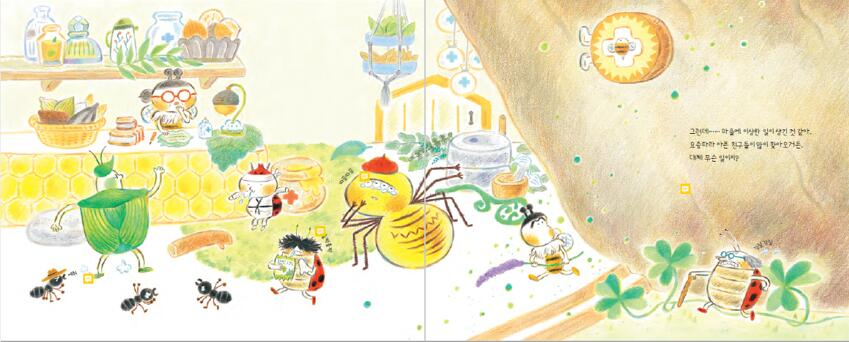 그런데…… 마을에 이상한 일이 생긴 것 같아.
요즘따라 아픈 친구들이 많이 찾아오거든.
대체 무슨 일이지?